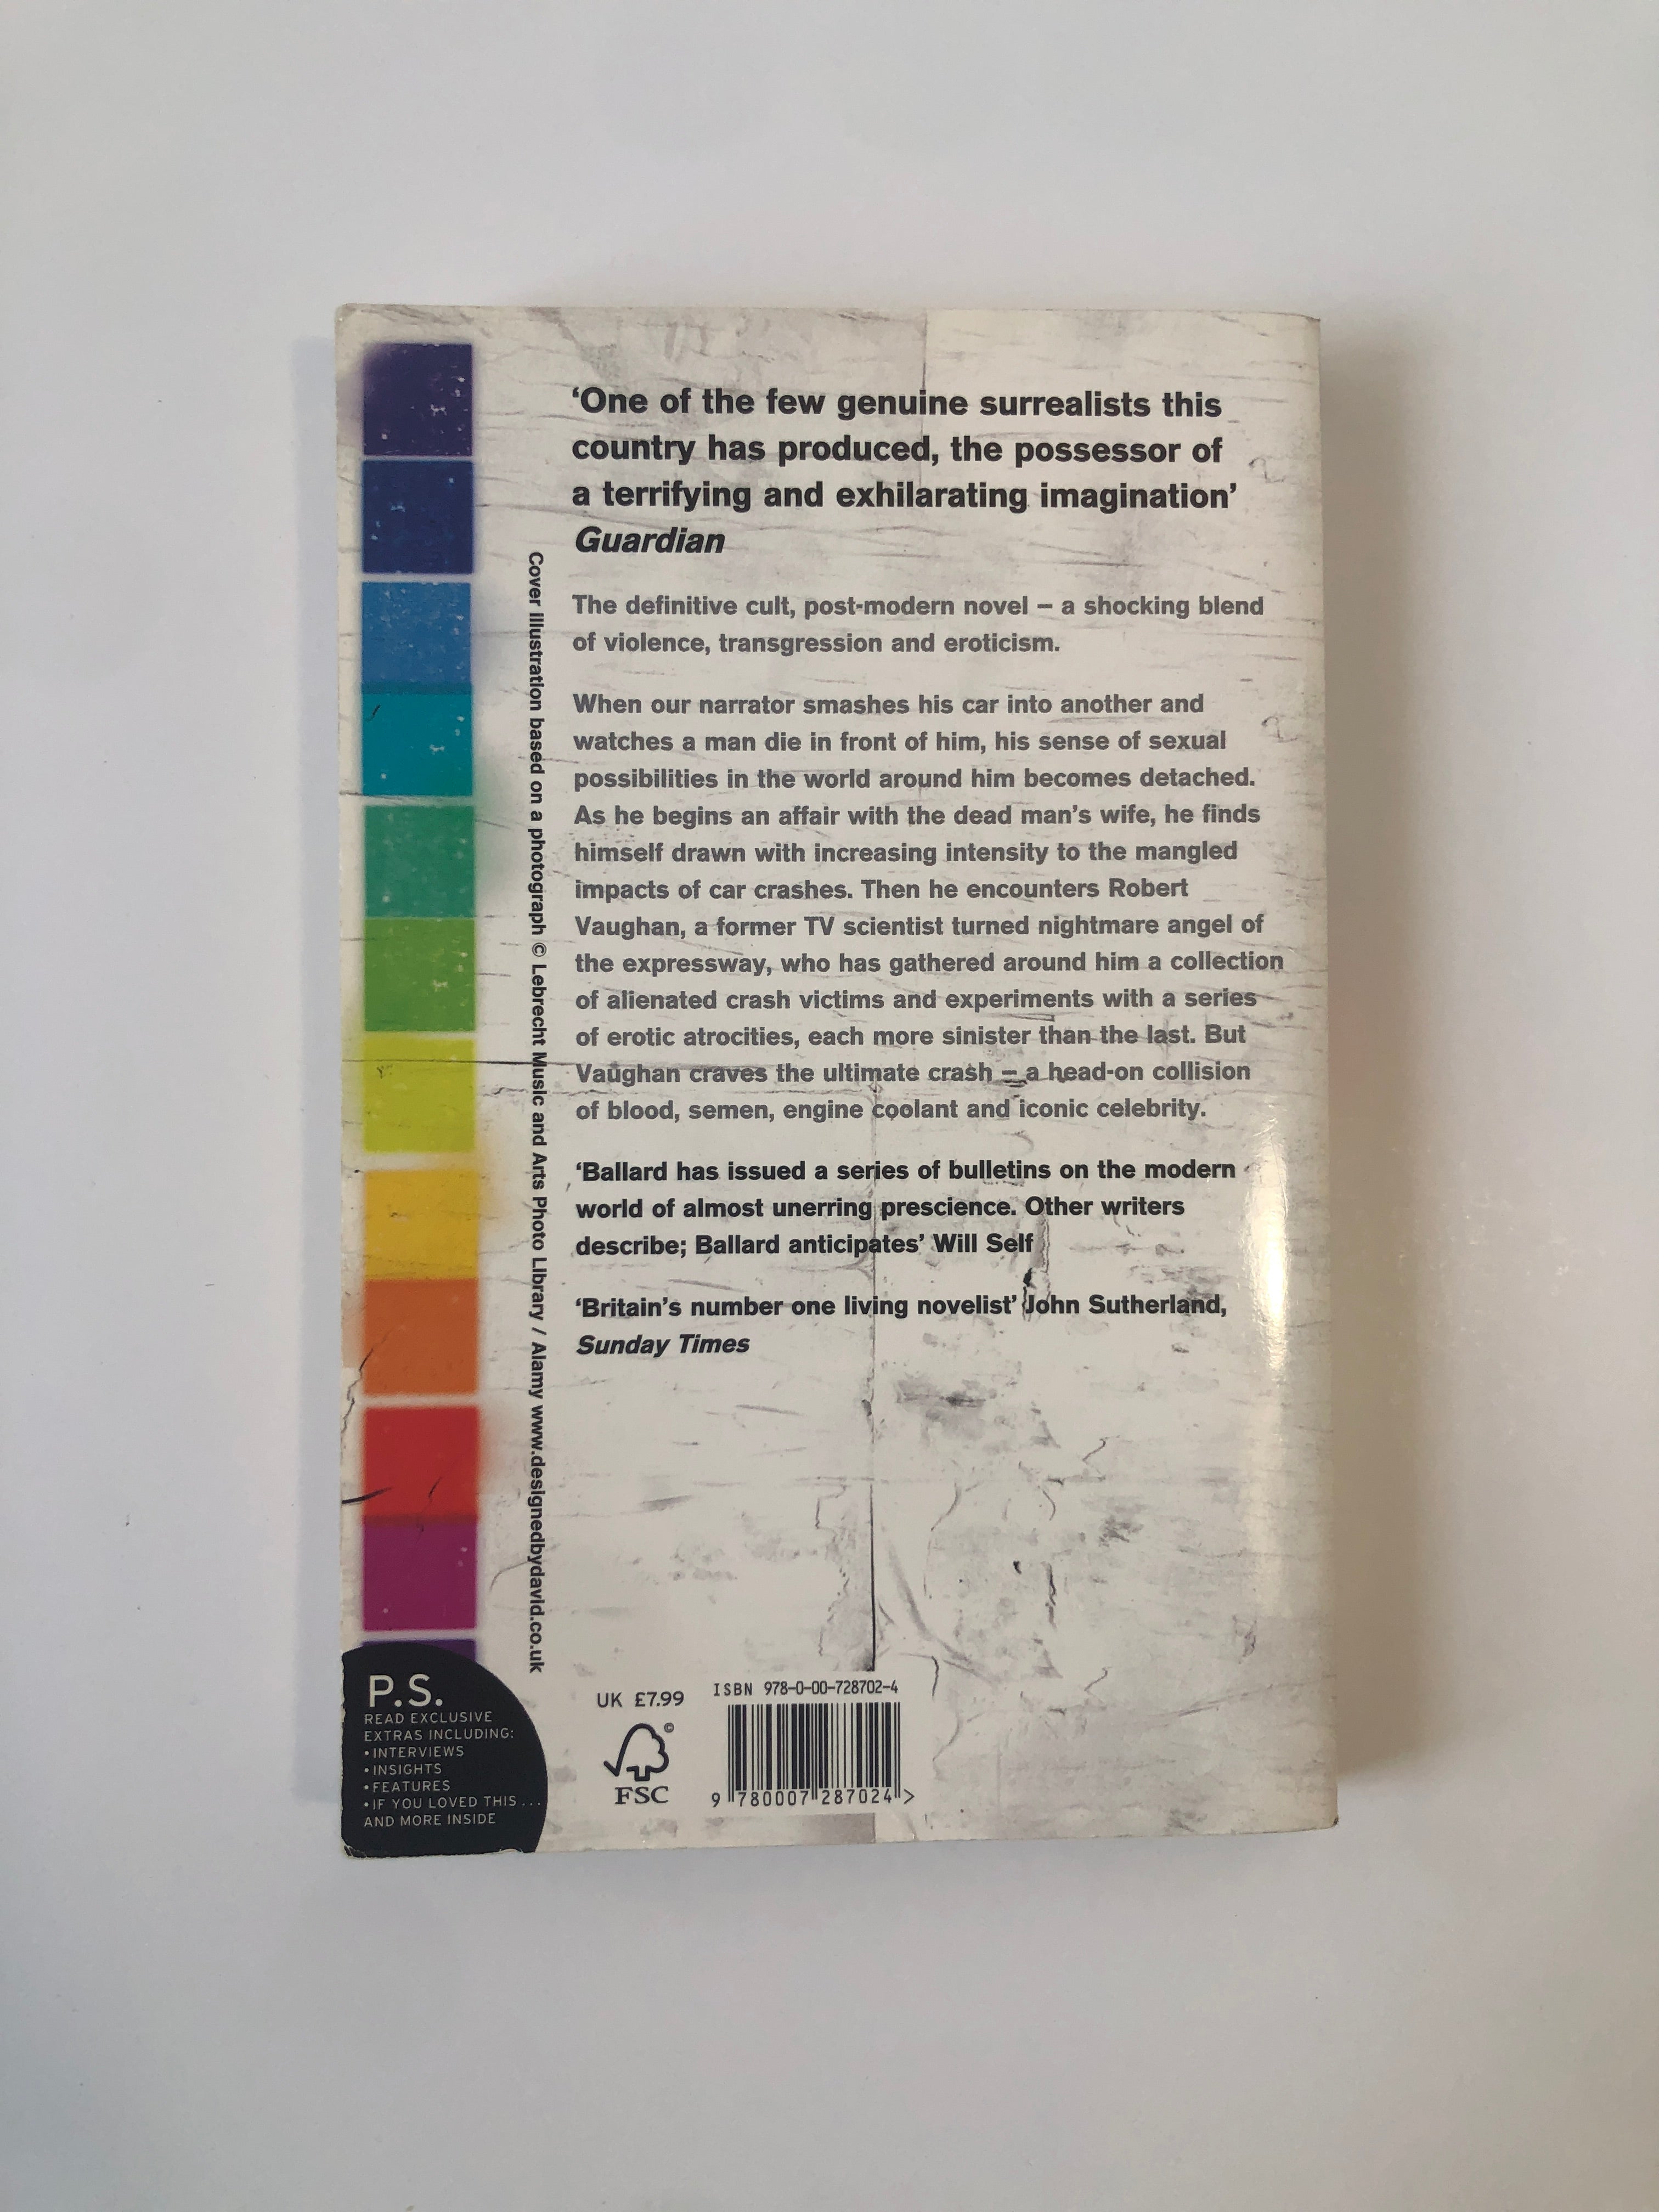 ‘One of the few genuine surrealists this
country has produced, the possessor of
a terrifying and exhilarating imagination’
Guardian
The definitive cult, post-modern novel – a shocking blend
of violence, transgression and eroticism.
When our narrator smashes his car into another and
watches a man die in front of him, his sense of sexual
possibilities in the world around him becomes detached.
As he begins an affair with the dead man’s wife, he finds
himself drawn with increasing intensity to the mangled
impacts of car crashes. Then he encounters Robert
Vaughan, a former TV scientist turned nightmare angel of
the expressway, who has gathered around him a collection
of alienated crash victims and experiments with a series
of erotic atrocities, each more sinister than the last. But
Vaughan craves the ultimate crash – a head-on collision
of blood, semen, engine coolant and iconic celebrity.
‘Ballard has issued a series of bulletins on the modern
world of almost unerring prescience. Other writers
describe; Ballard anticipates’ Will Self
‘Britain’s number one living novelist’ John Sutherland,
Sunday Times
Cover illustration based on a photograph © Lebrecht Music and Arts Photo Library / Alamy www.designedbydavid.co.uk
P.S.
READ EXCLUSIVE
EXTRAS INCLUDING:
• INTERVIEWS
• INSIGHTS
• FEATURES
• IF YOU LOVED THIS . . .
AND MORE INSIDE
UK £7.99
©
FSC
ISBN 978-0-00-728702-4
9 780007 287024 >